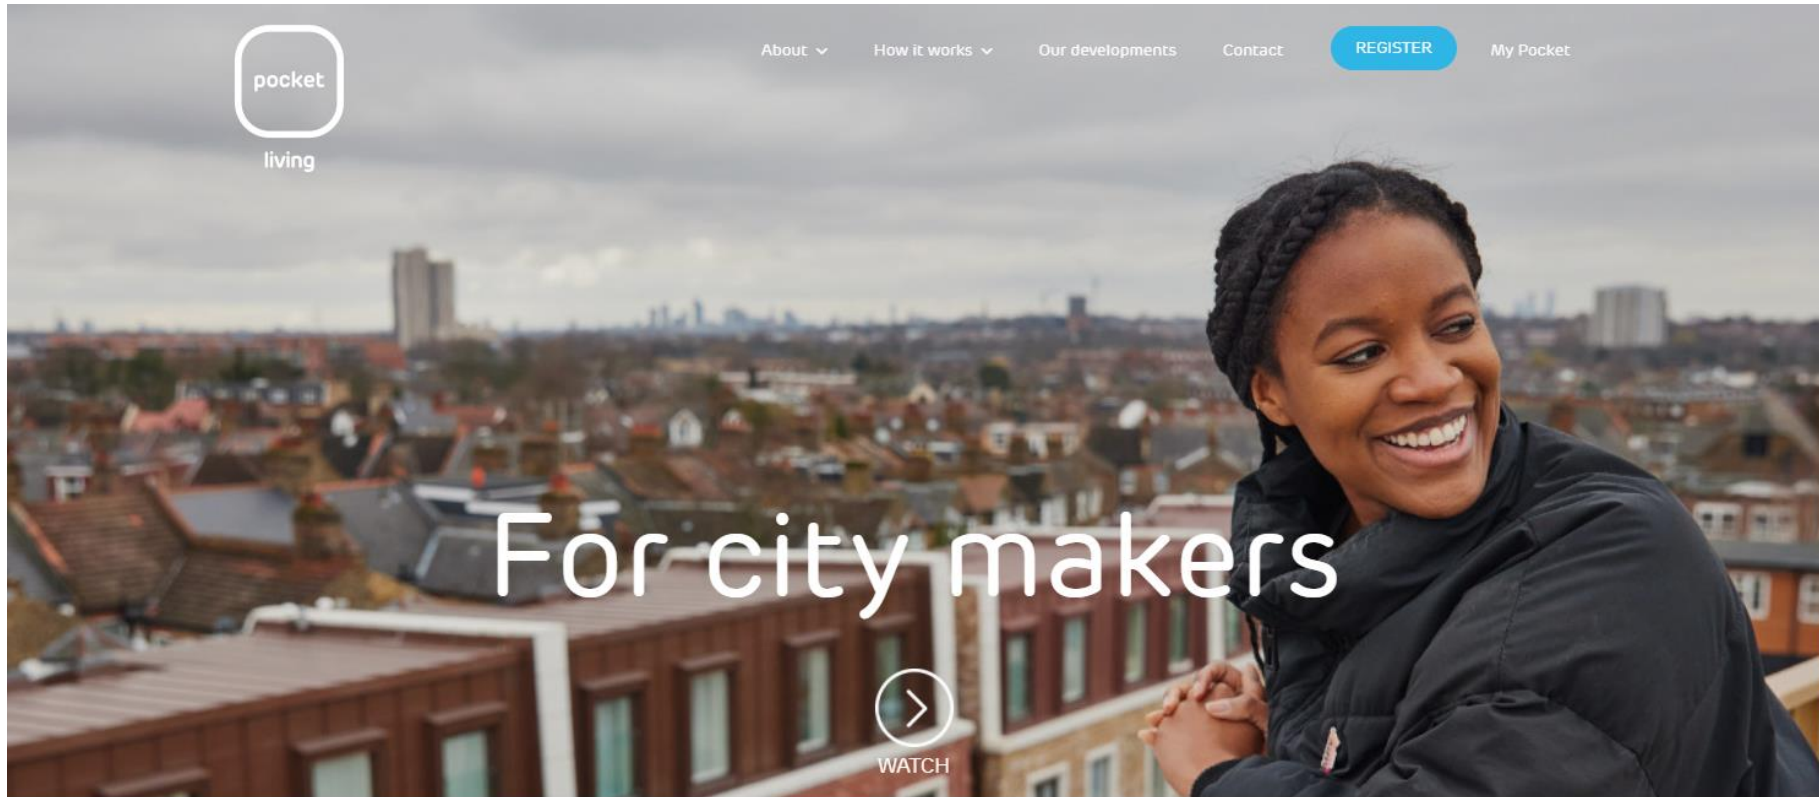 pocket
living
About
How it works
Our developments
Contact
REGISTER
My Pocket
For city makers
WATCH